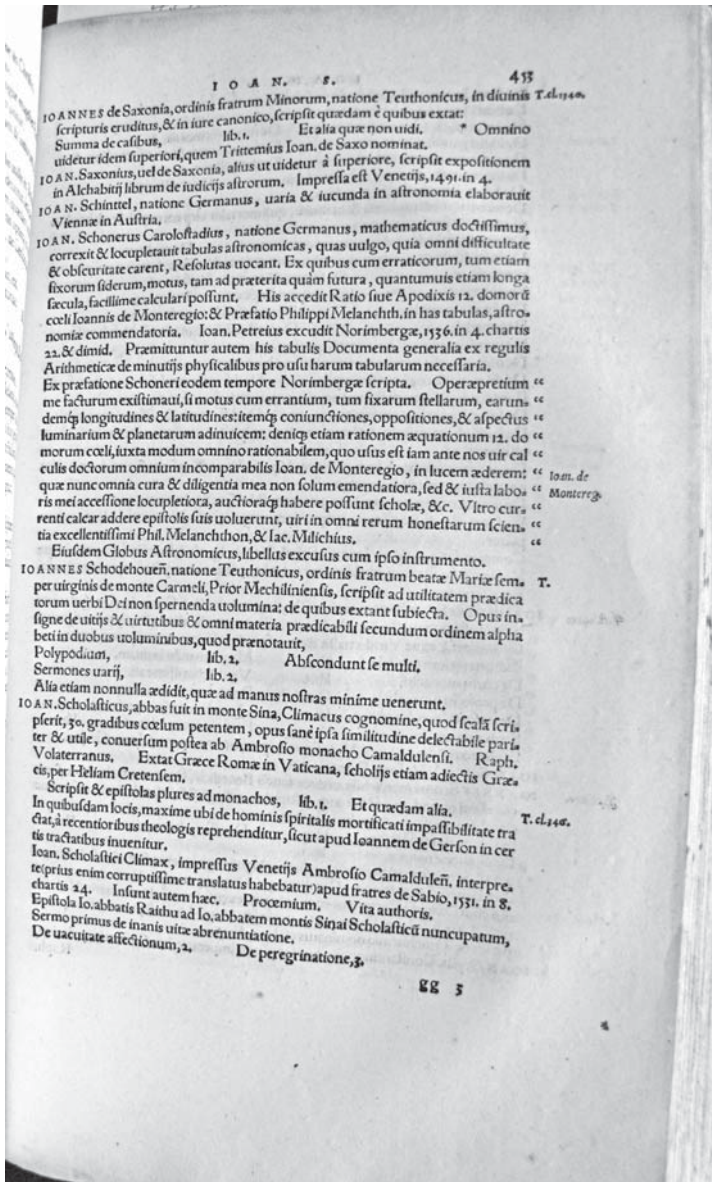 IOAN. S. 453
IOANNES de Saxonia, ordinis fratrum Minorum, natione Teuthonicus, in diuinis T.cl.1340.
ſcripturis eruditus, & in iure canonico, ſcripſit quædam è quibus extat:
Summa de caſibus, lib.1. Et alia quæ non uidi. * Omnino
uidetur idem ſuperiori, quem Trittemius Ioan. de Saxo nominat.
IOAN. Saxonius, uel de Saxonia, alius ut uidetur à ſuperiore, ſcripſit expoſitionem
in Alchabitij librum de iudicijs aſtrorum. Impreſſa eſt Venetijs, 1491. in 4.
IOAN. Schinttel, natione Germanus, uaria & iucunda in aſtronomia elaborauit
Viennæ in Auſtria.
IOAN. Schonerus Caroloſtadius, natione Germanus, mathematicus doctiſſimus,
correxit & locupletauit tabulas aſtronomicas, quas uulgo, quia omni difficultate
& obſcuritate carent, Reſolutas uocant. Ex quibus cum erraticorum, tum etiam
fixorum ſiderum, motus, tam ad præterita quàm futura, quantumuis etiam longa
ſæcula, facillime calculari poſſunt. His accedit Ratio ſiue Apodixis 12. domorũ
cœli Ioannis de Monteregio: & Præfatio Philippi Melanchth. in has tabulas, aſtro-
nomiæ commendatoria. Ioan. Petreius excudit Norimbergæ, 1536. in 4. chartis
22. & dimid. Præmittuntur autem his tabulis Documenta generalia ex regulis
Arithmeticæ de minutijs phyſicalibus pro uſu harum tabularum neceſſaria.
Ex præfatione Schoneri eodem tempore Norimbergæ ſcripta. Operæpretium “
me facturum exiſtimaui, ſi motus cum errantium, tum fixarum ſtellarum, earun- “
demq́ue longitudines & latitudines: itemq́ue coniunctiones, oppoſitiones, & aſpectus “
luminarium & planetarum adinuicem: deniq́ue etiam rationem æquationum 12. do “
morum cœli, iuxta modum omnino rationabilem, quo uſus eſt iam ante nos uir cal “
culis doctorum omnium incomparabilis Ioan. de Monteregio, in lucem æderem: “ Ioan. de
quæ nunc omnia cura & diligentia mea non ſolum emendatiora, ſed & iuſta labo- “ Montereg.
ris mei acceſſione locupletiora, auctioraq́ue habere poſſunt ſcholæ, &c. Vltro cur- “
renti calcar addere epiſtolis ſuis uoluerunt, uiri in omni rerum honeſtarum ſcien- “
tia excellentiſſimi Phil. Melanchthon, & Iac. Milichius. “
Eiuſdem Globus Aſtronomicus, libellus excuſus cum ipſo inſtrumento.
IOANNES Schodehoueñ. natione Teuthonicus, ordinis fratrum beatæ Mariæ ſem- T.
per uirginis de monte Carmeli, Prior Mechilinienſis, ſcripſit ad utilitatem prædica
torum uerbi Dei non ſpernenda uolumina: de quibus extant ſubiecta. Opus in-
ſigne de uitijs & uirtutibus & omni materia prædicabili ſecundum ordinem alpha
beti in duobus uoluminibus, quod prænotauit,
Polypodium, lib.2. Abſcondunt ſe multi.
Sermones uarij, lib.2.
Alia etiam nonnulla ædidit, quæ ad manus noſtras minime uenerunt.
IOAN. Scholaſticus, abbas fuit in monte Sina, Climacus cognomine, quod ſcalã ſcri-
pſerit, 30. gradibus cœlum petentem, opus ſanè ipſa ſimilitudine delectabile pari-
ter & utile, conuerſum poſtea ab Ambroſio monacho Camaldulenſi. Raph.
Volaterranus. Extat Græce Romæ in Vaticana, ſcholijs etiam adiectis Græ-
cis, per Heliam Cretenſem.
Scripſit & epiſtolas plures ad monachos, lib.1. Et quædam alia. T. cl.
In quibuſdam locis, maxime ubi de hominis ſpiritalis mortificati impaſſibilitate tra
ctat, à recentioribus theologis reprehenditur, ſicut apud Ioannem de Gerſon in cer
tis tractatibus inuenitur.
Ioan. Scholaſtici Climax, impreſſus Venetijs Ambroſio Camalduleñ. interpre-
te (prius enim corruptiſſime translatus habebatur) apud fratres de Sabio, 1531. in 8.
chartis 24. Inſunt autem hæc. Procemium. Vita authoris.
Epiſtola Io. abbatis Raithu ad Io. abbatem montis Sinai Scholaſticũ nuncupatum,
Sermo primus de inanis uitæ abrenuntiatione.
De uacuitate affectionum, 2. De peregrinatione, 3.
gg 3